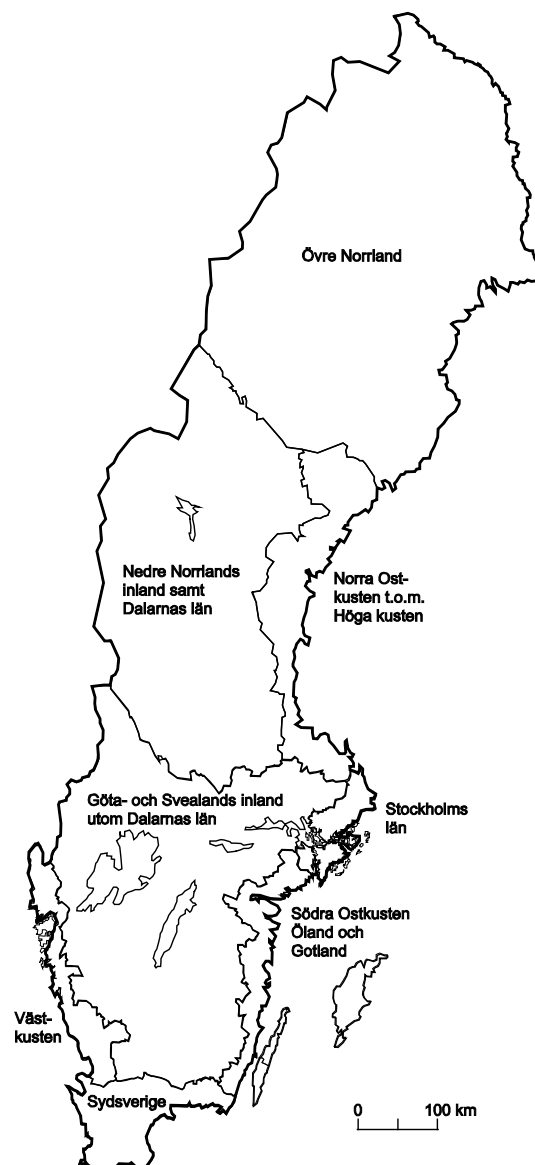 Övre Norrland
Nedre Norrlands
inland samt
Dalarnas län
Norra Ost-
kusten t.o.m.
Höga kusten
Göta- och Svealands inland
utom Dalarnas län
Stockholms
län
Södra Ostkusten
Öland och
Gotland
Väst-
kusten
Sydsverige
0 100 km